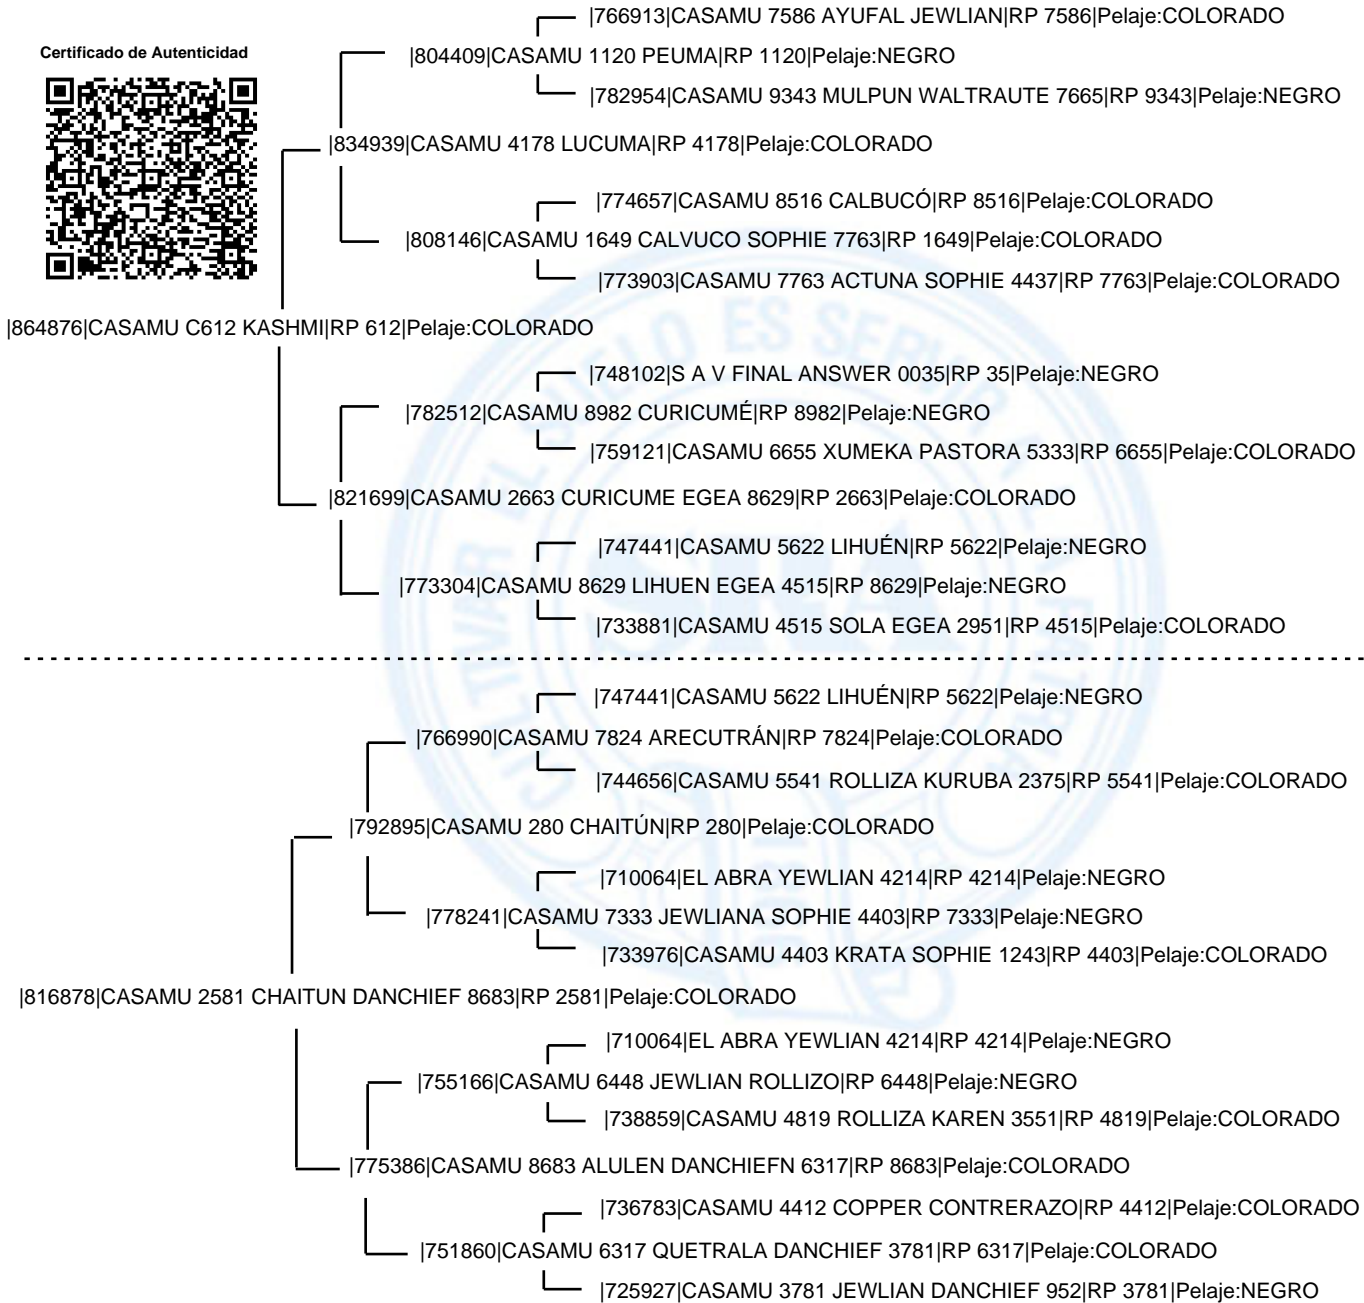 |766913|CASAMU 7586 AYUFAL JEWLIAN|RP 7586|Pelaje:COLORADO
Certificado de Autenticidad
|804409|CASAMU 1120 PEUMA|RP 1120|Pelaje:NEGRO
|782954|CASAMU 9343 MULPUN WALTRAUTE 7665|RP 9343|Pelaje:NEGRO
|834939|CASAMU 4178 LUCUMA|RP 4178|Pelaje:COLORADO
|774657|CASAMU 8516 CALBUCÓ|RP 8516|Pelaje:COLORADO
|808146|CASAMU 1649 CALVUCO SOPHIE 7763|RP 1649|Pelaje:COLORADO
|773903|CASAMU 7763 ACTUNA SOPHIE 4437|RP 7763|Pelaje:COLORADO
|864876|CASAMU C612 KASHMI|RP 612|Pelaje:COLORADO
|748102|S A V FINAL ANSWER 0035|RP 35|Pelaje:NEGRO
|782512|CASAMU 8982 CURICUMÉ|RP 8982|Pelaje:NEGRO
|759121|CASAMU 6655 XUMEKA PASTORA 5333|RP 6655|Pelaje:COLORADO
|821699|CASAMU 2663 CURICUME EGEA 8629|RP 2663|Pelaje:COLORADO
|747441|CASAMU 5622 LIHUÉN|RP 5622|Pelaje:NEGRO
|773304|CASAMU 8629 LIHUEN EGEA 4515|RP 8629|Pelaje:NEGRO
|733881|CASAMU 4515 SOLA EGEA 2951|RP 4515|Pelaje:COLORADO
|747441|CASAMU 5622 LIHUÉN|RP 5622|Pelaje:NEGRO
|766990|CASAMU 7824 ARECUTRÁN|RP 7824|Pelaje:COLORADO
|744656|CASAMU 5541 ROLLIZA KURUBA 2375|RP 5541|Pelaje:COLORADO
|792895|CASAMU 280 CHAITÚN|RP 280|Pelaje:COLORADO
|710064|EL ABRA YEWLIAN 4214|RP 4214|Pelaje:NEGRO
|778241|CASAMU 7333 JEWLIANA SOPHIE 4403|RP 7333|Pelaje:NEGRO
|733976|CASAMU 4403 KRATA SOPHIE 1243|RP 4403|Pelaje:COLORADO
|816878|CASAMU 2581 CHAITUN DANCHIEF 8683|RP 2581|Pelaje:COLORADO
|710064|EL ABRA YEWLIAN 4214|RP 4214|Pelaje:NEGRO
|755166|CASAMU 6448 JEWLIAN ROLLIZO|RP 6448|Pelaje:NEGRO
|738859|CASAMU 4819 ROLLIZA KAREN 3551|RP 4819|Pelaje:COLORADO
|775386|CASAMU 8683 ALULEN DANCHIEFN 6317|RP 8683|Pelaje:COLORADO
|736783|CASAMU 4412 COPPER CONTRERAZO|RP 4412|Pelaje:COLORADO
|751860|CASAMU 6317 QUETRALA DANCHIEF 3781|RP 6317|Pelaje:COLORADO
|725927|CASAMU 3781 JEWLIAN DANCHIEF 952|RP 3781|Pelaje:NEGRO
CULTIVAR EL SUELO ES SERVIR A LA PATRIA
SRA
1866